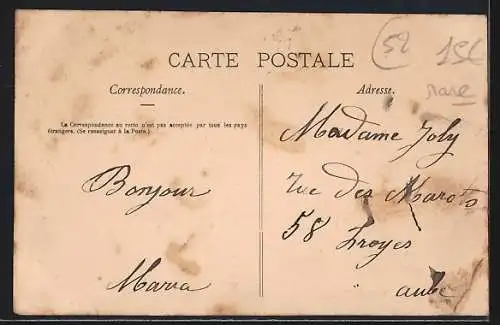 52
15€
rare
CARTE POSTALE
Correspondance.
Adresse.
La Correspondance au recto n'est pas acceptée par tous les pays
étrangers. (Se renseigner à la Poste.)
Bonjour
Madame Joly
rue des Marots
58 Troyes
aube